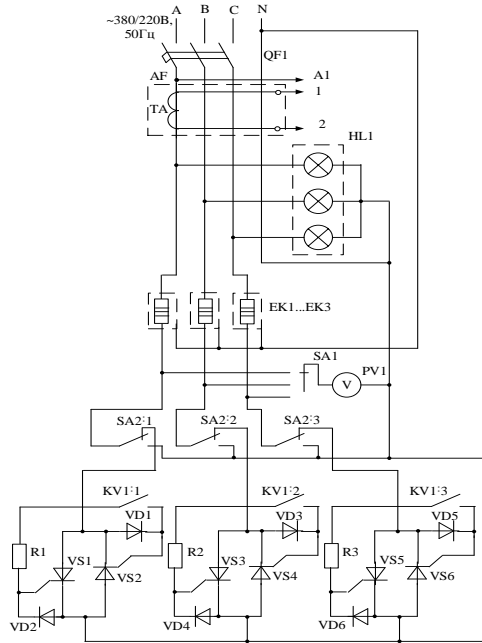 A B C N
~380/220В,
50Гц
QF1
AF
A1
TA
1
2
HL1
EK1...EK3
SA1
PV1
V
SA2:1 SA2:2 SA2:3
KV1:1 KV1:2 KV1:3
VD1 VD3 VD5
R1 VS1 VS2 R2 VS3 VS4 R3 VS5 VS6
VD2 VD4 VD6